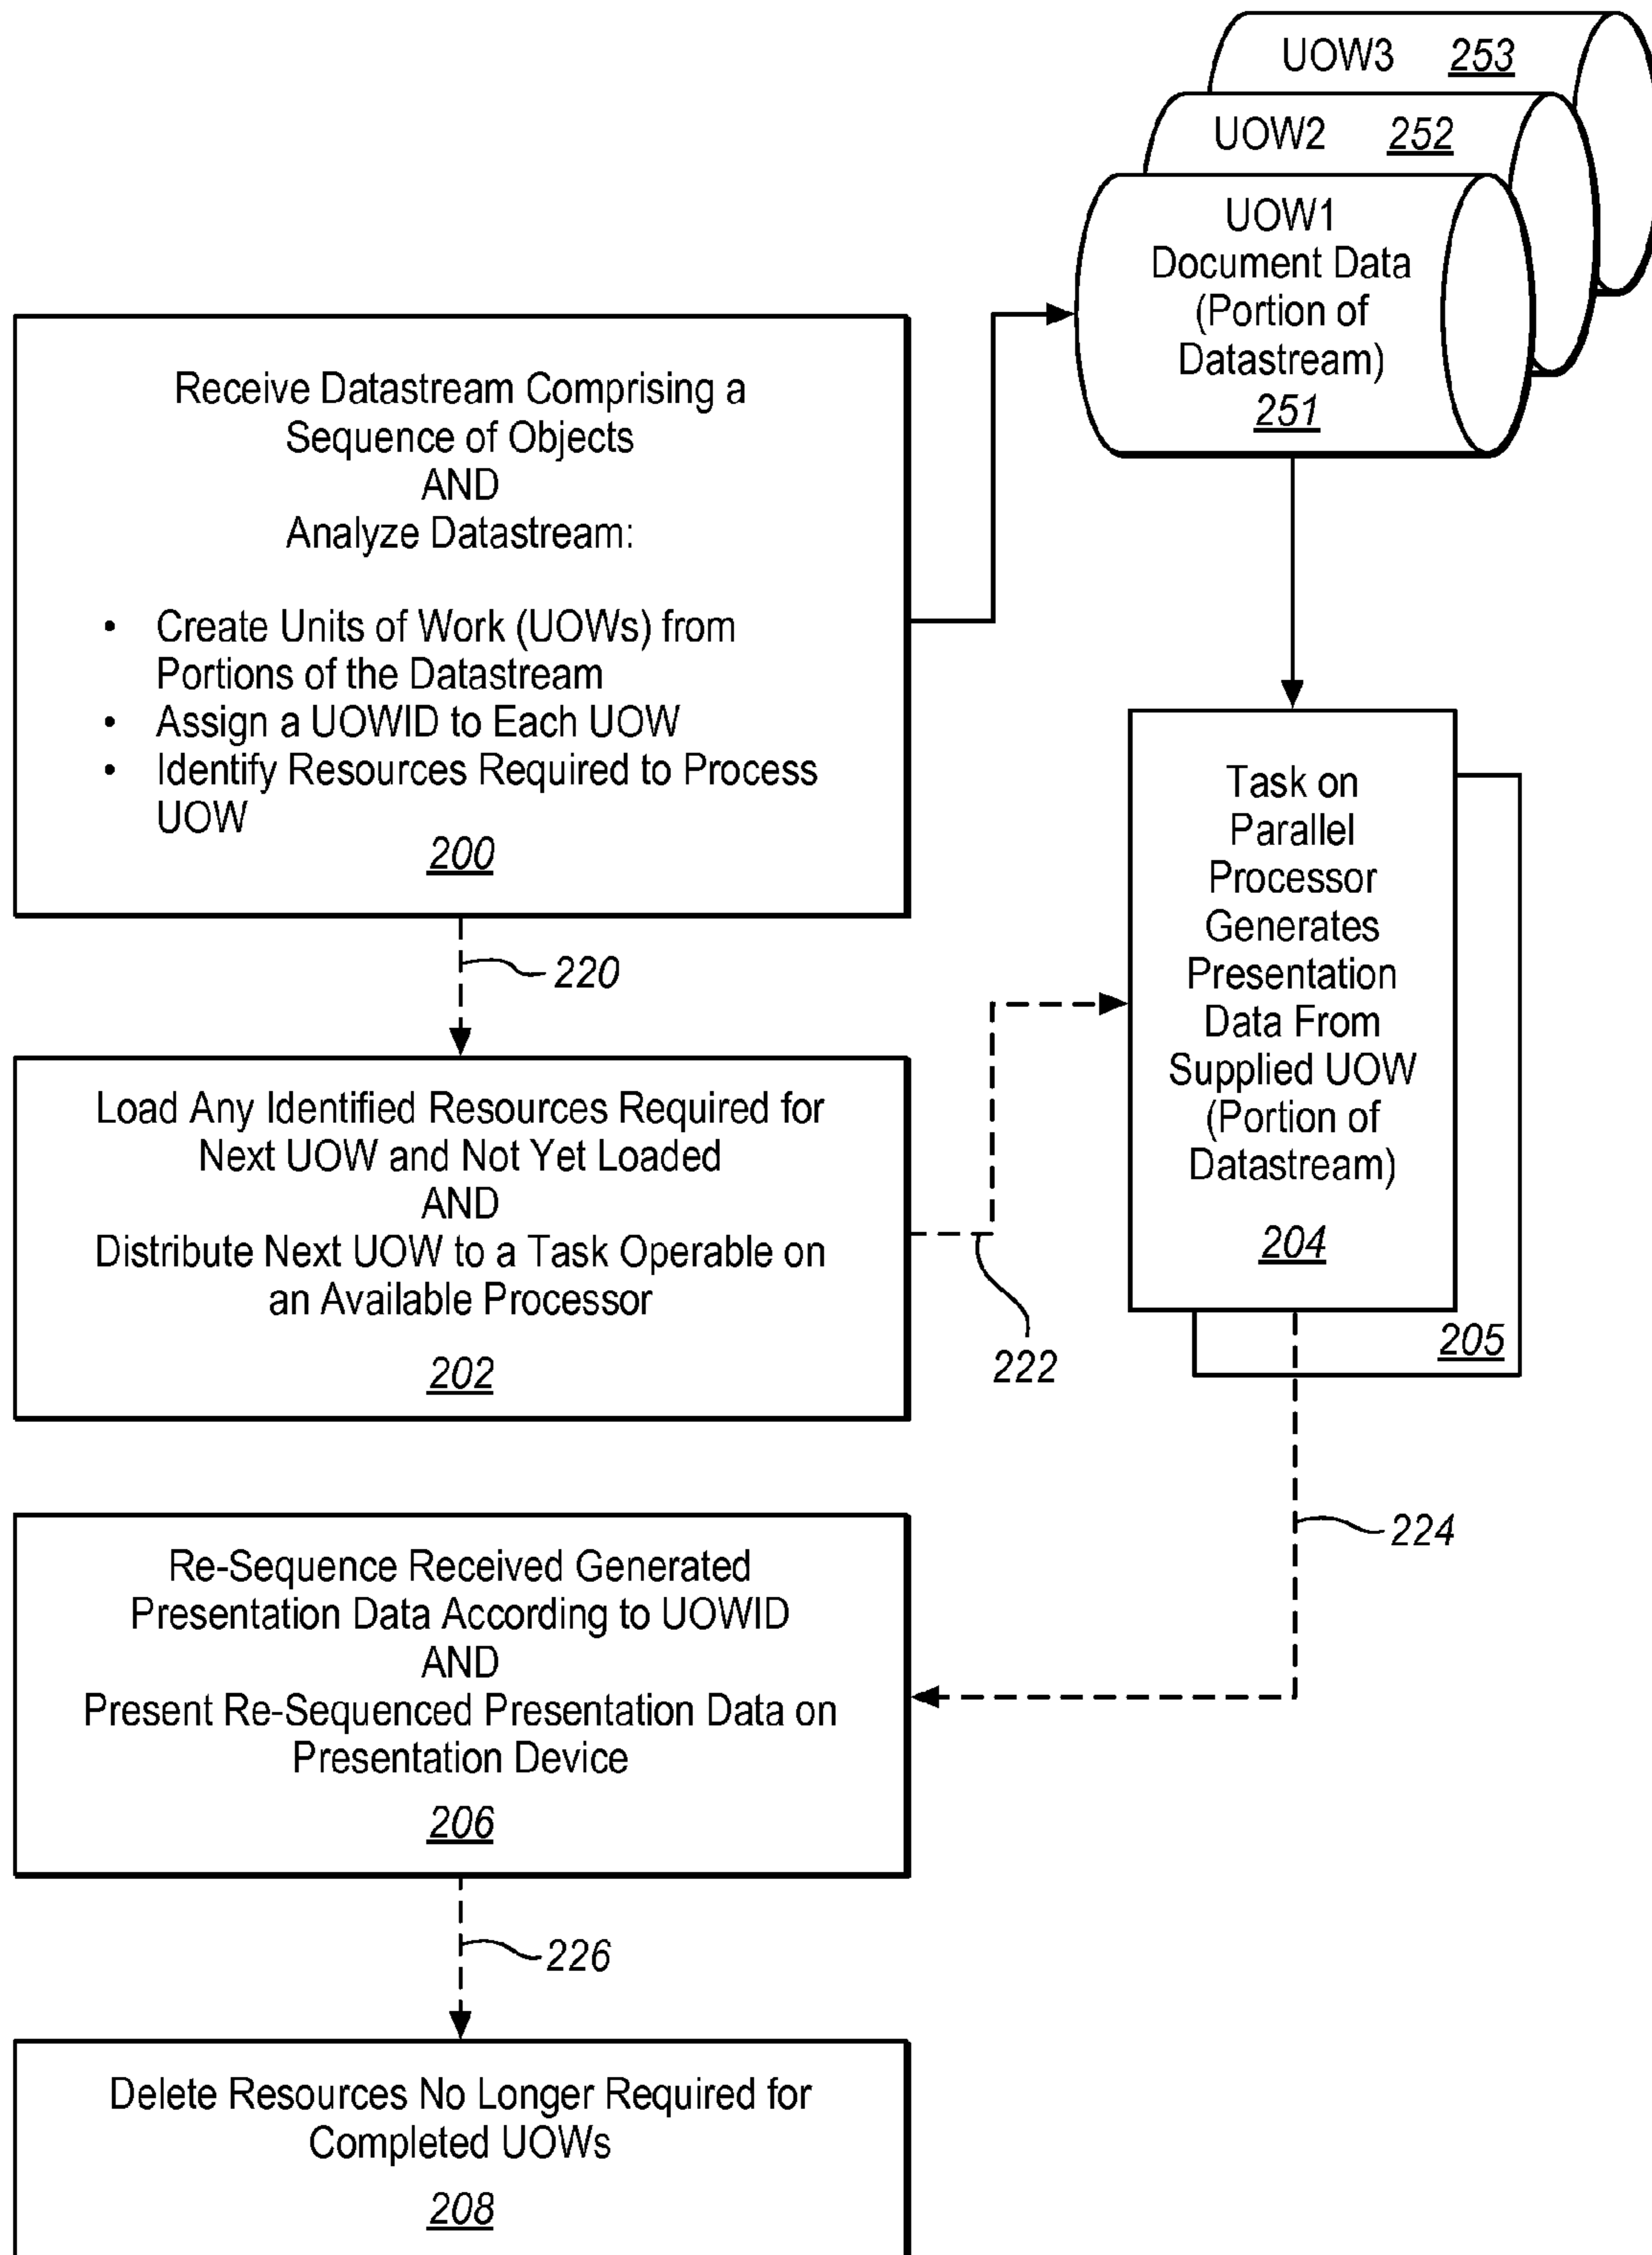 UOW3 253
UOW2 252
UOW1
Document Data
(Portion of
Datastream)
251
Receive Datastream Comprising a
Sequence of Objects
AND
Analyze Datastream:
• Create Units of Work (UOWs) from
Portions of the Datastream
• Assign a UOWID to Each UOW
• Identify Resources Required to Process
UOW
200
220
Load Any Identified Resources Required for
Next UOW and Not Yet Loaded
AND
Distribute Next UOW to a Task Operable on
an Available Processor
202
222
Task on
Parallel
Processor
Generates
Presentation
Data From
Supplied UOW
(Portion of
Datastream)
204
205
224
Re-Sequence Received Generated
Presentation Data According to UOWID
AND
Present Re-Sequenced Presentation Data on
Presentation Device
206
226
Delete Resources No Longer Required for
Completed UOWs
208